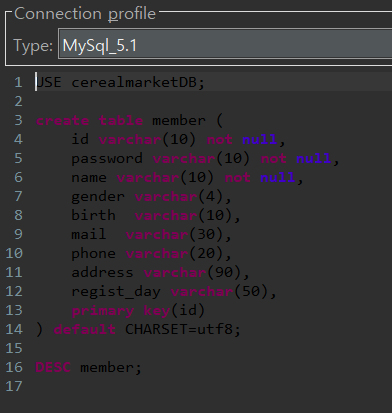 Connection profile
Type: MySql_5.1
1 USE cerealmarketDB;
2
3 create table member (
4 id varchar(10) not null,
5 password varchar(10) not null,
6 name varchar(10) not null,
7 gender varchar(4),
8 birth  varchar(10),
9 mail  varchar(30),
10 phone varchar(20),
11 address varchar(90),
12 regist_day varchar(50),
13 primary key(id)
14 ) default CHARSET=utf8;
15
16 DESC member;
17